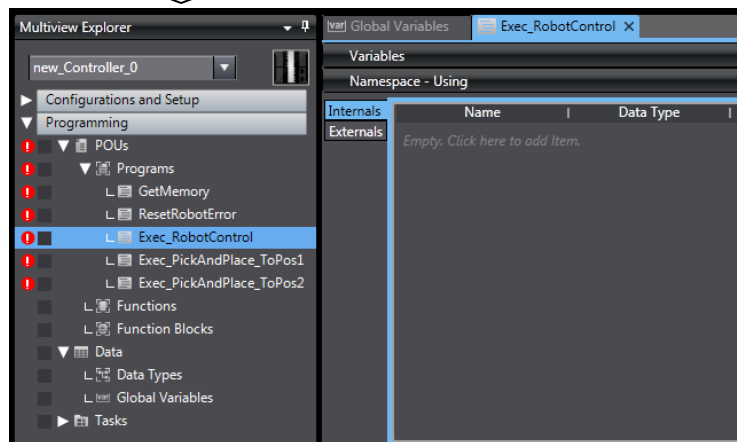 Multiview Explorer
new_Controller_0
Configurations and Setup
Programming
POUs
Programs
GetMemory
ResetRobotError
Exec_RobotControl
Exec_PickAndPlace_ToPos1
Exec_PickAndPlace_ToPos2
Functions
Function Blocks
Data
Data Types
var Global Variables
Tasks
var Global Variables Exec_RobotControl
Variables
Namespace - Using
Internals
Externals
Name | Data Type |
Empty. Click here to add Item.